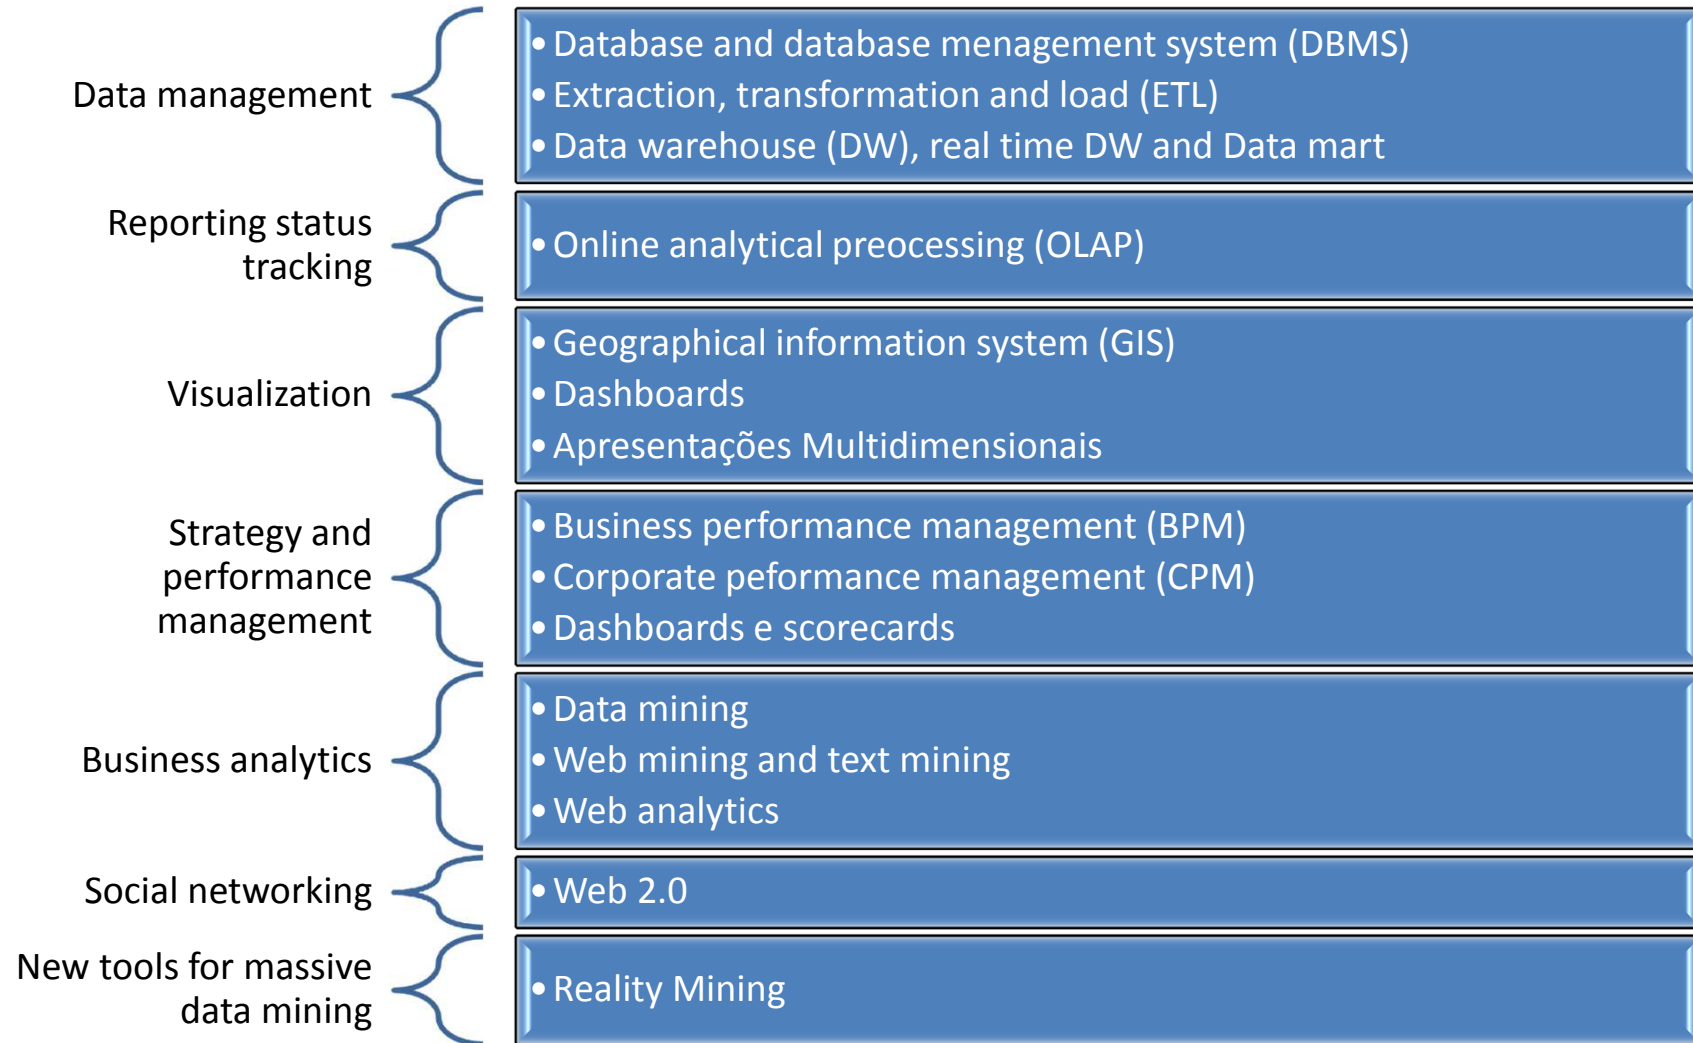 Data management
• Database and database menagement system (DBMS)
• Extraction, transformation and load (ETL)
• Data warehouse (DW), real time DW and Data mart
Reporting status
tracking
• Online analytical preocessing (OLAP)
Visualization
• Geographical information system (GIS)
• Dashboards
• Apresentações Multidimensionais
Strategy and
performance
management
• Business performance management (BPM)
• Corporate peformance management (CPM)
• Dashboards e scorecards
Business analytics
• Data mining
• Web mining and text mining
• Web analytics
Social networking
• Web 2.0
New tools for massive
data mining
• Reality Mining